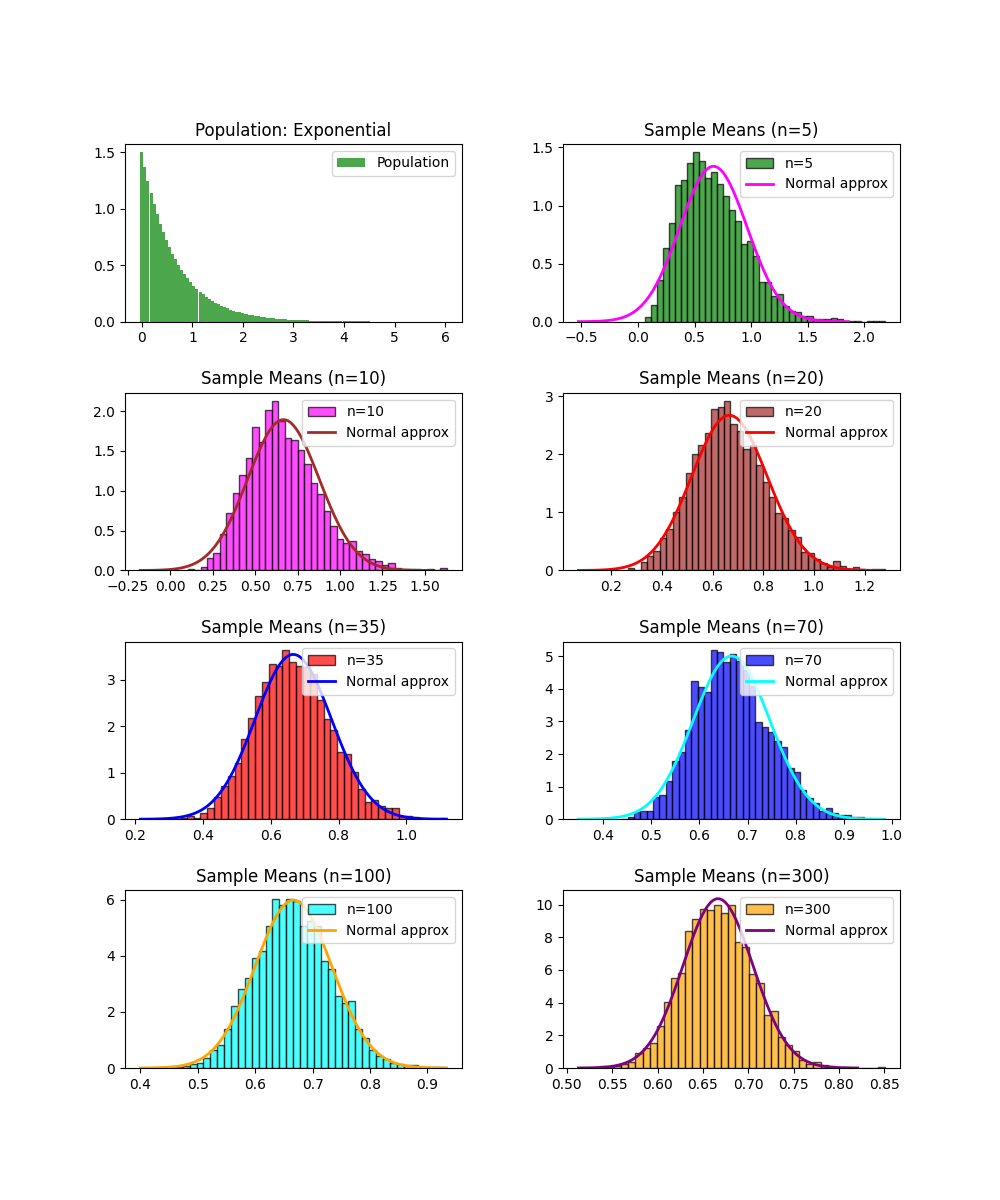 Population: Exponential
Population
1.5
1.0
0.5
0.0
0 1 2 3 4 5 6
Sample Means (n=5)
n=5
Normal approx
1.5
1.0
0.5
0.0
−0.5 0.0 0.5 1.0 1.5 2.0
Sample Means (n=10)
n=10
Normal approx
2.0
1.5
1.0
0.5
0.0
−0.25 0.00 0.25 0.50 0.75 1.00 1.25 1.50
Sample Means (n=20)
n=20
Normal approx
3
2
1
0
0.2 0.4 0.6 0.8 1.0 1.2
Sample Means (n=35)
n=35
Normal approx
3
2
1
0
0.2 0.4 0.6 0.8 1.0
Sample Means (n=70)
n=70
Normal approx
5
4
3
2
1
0
0.4 0.5 0.6 0.7 0.8 0.9 1.0
Sample Means (n=100)
n=100
Normal approx
6
4
2
0
0.4 0.5 0.6 0.7 0.8 0.9
Sample Means (n=300)
n=300
Normal approx
10
8
6
4
2
0
0.50 0.55 0.60 0.65 0.70 0.75 0.80 0.85